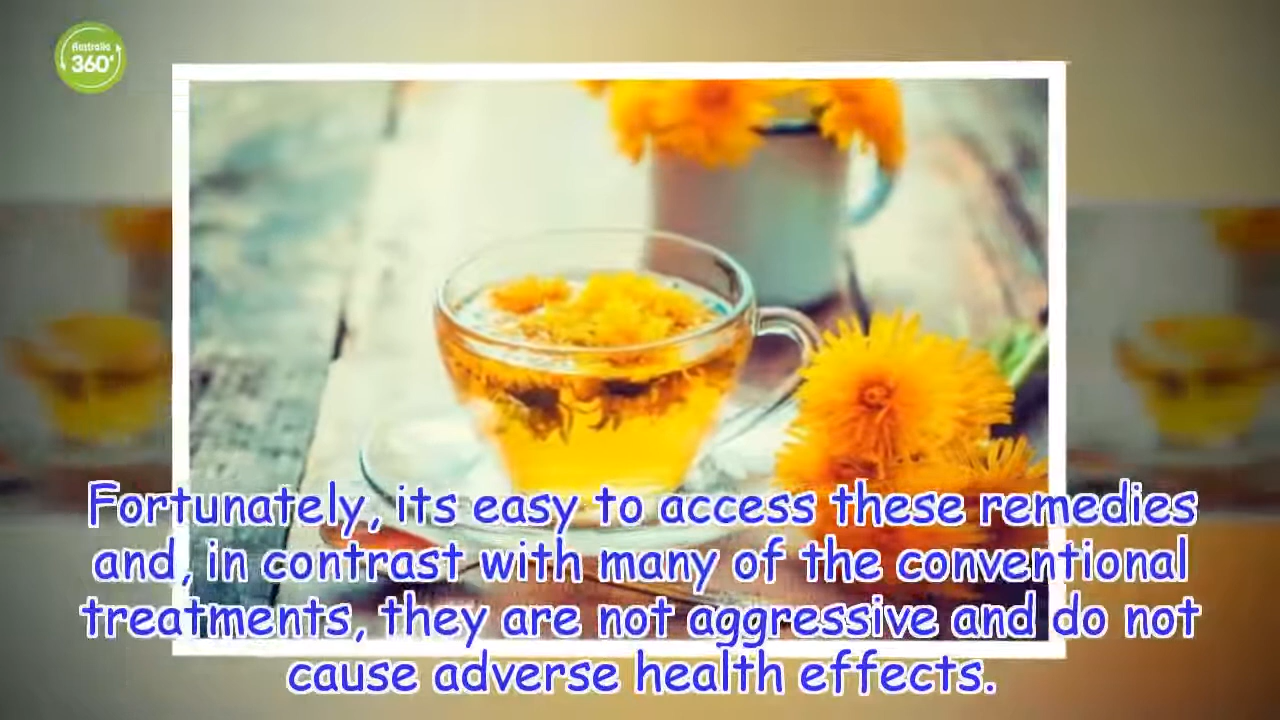 Australia
360°
Fortunately, its easy to access these remedies
and, in contrast with many of the conventional
treatments, they are not aggressive and do not
cause adverse health effects.